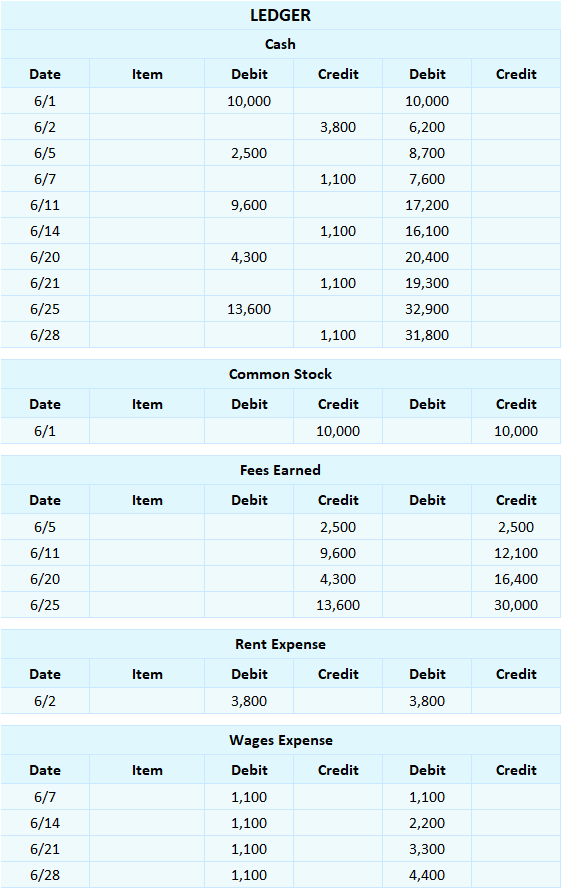 LEDGER
Cash
Date Item Debit Credit Debit Credit
6/1 10,000 10,000
6/2 3,800 6,200
6/5 2,500 8,700
6/7 1,100 7,600
6/11 9,600 17,200
6/14 1,100 16,100
6/20 4,300 20,400
6/21 1,100 19,300
6/25 13,600 32,900
6/28 1,100 31,800
Common Stock
Date Item Debit Credit Debit Credit
6/1 10,000 10,000
Fees Earned
Date Item Debit Credit Debit Credit
6/5 2,500 2,500
6/11 9,600 12,100
6/20 4,300 16,400
6/25 13,600 30,000
Rent Expense
Date Item Debit Credit Debit Credit
6/2 3,800 3,800
Wages Expense
Date Item Debit Credit Debit Credit
6/7 1,100 1,100
6/14 1,100 2,200
6/21 1,100 3,300
6/28 1,100 4,400